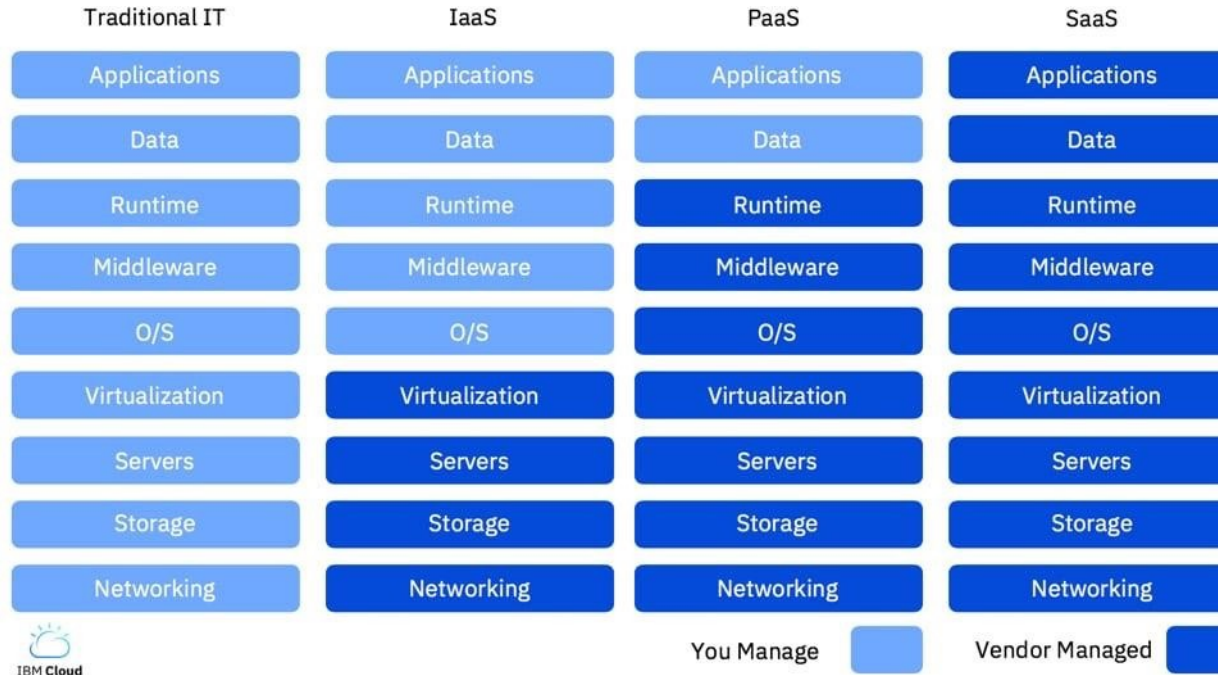 Traditional IT IaaS PaaS SaaS
Applications Applications Applications Applications
Data Data Data Data
Runtime Runtime Runtime Runtime
Middleware Middleware Middleware Middleware
O/S O/S O/S O/S
Virtualization Virtualization Virtualization Virtualization
Servers Servers Servers Servers
Storage Storage Storage Storage
Networking Networking Networking Networking
You Manage Vendor Managed
IBM Cloud